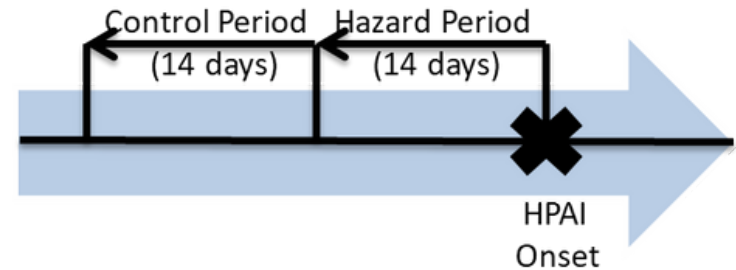 Control Period
(14 days)
Hazard Period
(14 days)
HPAI
Onset